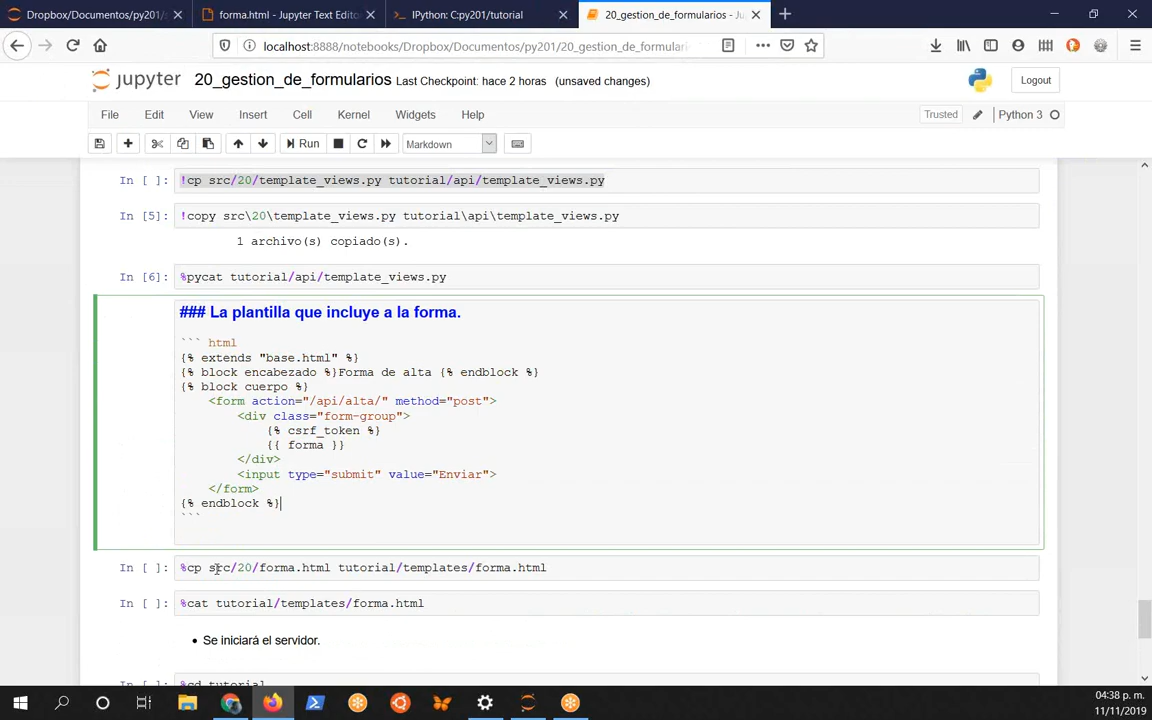 Dropbox/Documentos/py201/
forma.html - Jupyter Text Editor
IPython: C:py201/tutorial
20_gestion_de_formularios - Ju
localhost:8888/notebooks/Dropbox/Documentos/py201/20_gestion_de_formulari
jupyter
20_gestion_de_formularios
Last Checkpoint: hace 2 horas
(unsaved changes)
Logout
File
Edit
View
Insert
Cell
Kernel
Widgets
Help
Trusted
Python 3
Run
Markdown
In [ ]:
!cp src/20/template_views.py tutorial/api/template_views.py
In [5]:
!copy src\20\template_views.py tutorial\api\template_views.py
1 archivo(s) copiado(s).
In [6]:
%pycat tutorial/api/template_views.py
### La plantilla que incluye a la forma.
``` html
{% extends "base.html" %}
{% block encabezado %}Forma de alta {% endblock %}
{% block cuerpo %}
<form action="/api/alta/" method="post">
<div class="form-group">
{% csrf_token %}
{{ forma }}
</div>
<input type="submit" value="Enviar">
</form>
{% endblock %}
```
In [ ]:
%cp src/20/forma.html tutorial/templates/forma.html
In [ ]:
%cat tutorial/templates/forma.html
• Se iniciará el servidor.
%cd tutorial
04:38 p. m.
11/11/2019